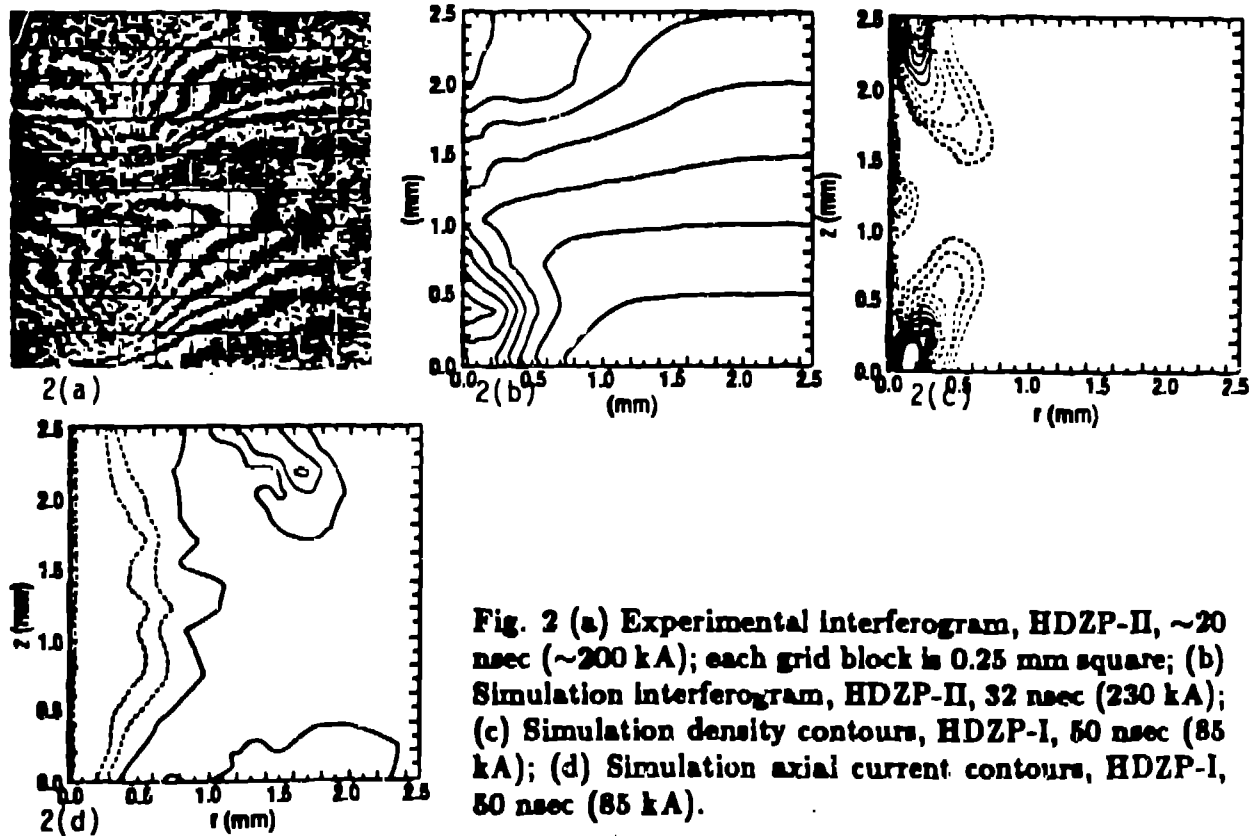 2.5
2.0
1.5
1.0
0.5
0.0
(mm)
0.0 0.5 1.0 1.5 2.0 2.5
(mm)
2(a)
2(b)
2.5
2.0
1.5
1.0
0.5
0.0
z (mm)
0.0 0.5 1.0 1.5 2.0 2.5
2(c)
r (mm)
2.5
2.0
1.5
1.0
0.5
0.0
z (mm)
0.0 0.5 1.0 1.5 2.0 2.5
2(d) r (mm)
Fig. 2 (a) Experimental interferogram, HDZP-II, ~20
nsec (~200 kA); each grid block is 0.25 mm square; (b)
Simulation interferogram, HDZP-II, 32 nsec (230 kA);
(c) Simulation density contours, HDZP-I, 50 nsec (85
kA); (d) Simulation axial current contours, HDZP-I,
50 nsec (85 kA).